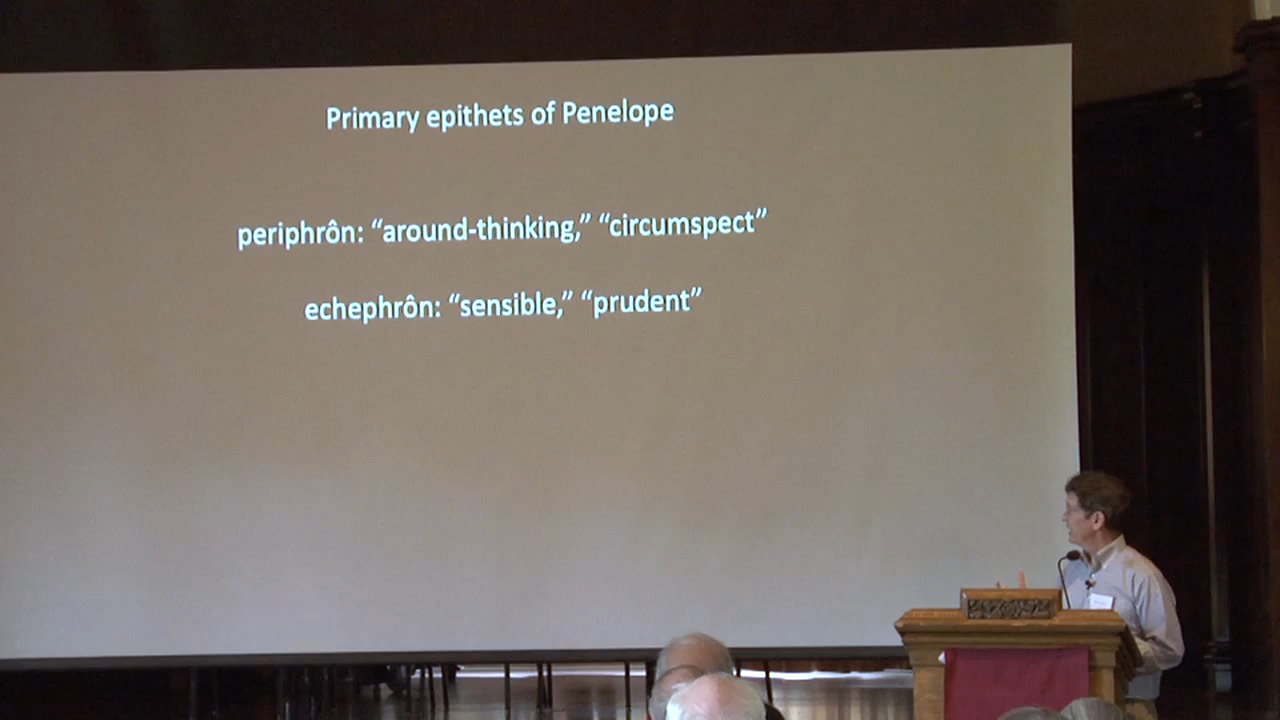 Primary epithets of Penelope
periphrôn: “around-thinking,” “circumspect”
echephrôn: “sensible,” “prudent”